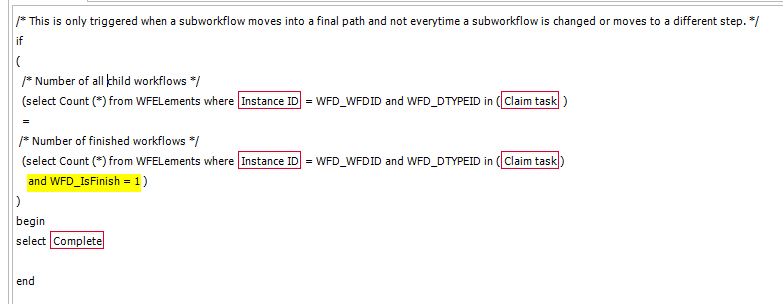 /* This is only triggered when a subworkflow moves into a final path and not everytime a subworkflow is changed or moves to a different step. */
if
(
/* Number of all child workflows */
(select Count (*) from WFELements where Instance ID = WFD_WFDID and WFD_DTYPEID in ( Claim task )
=
/* Number of finished workflows */
(select Count (*) from WFELements where Instance ID = WFD_WFDID and WFD_DTYPEID in ( Claim task )
and WFD_IsFinish = 1 )
)
begin
select Complete
end